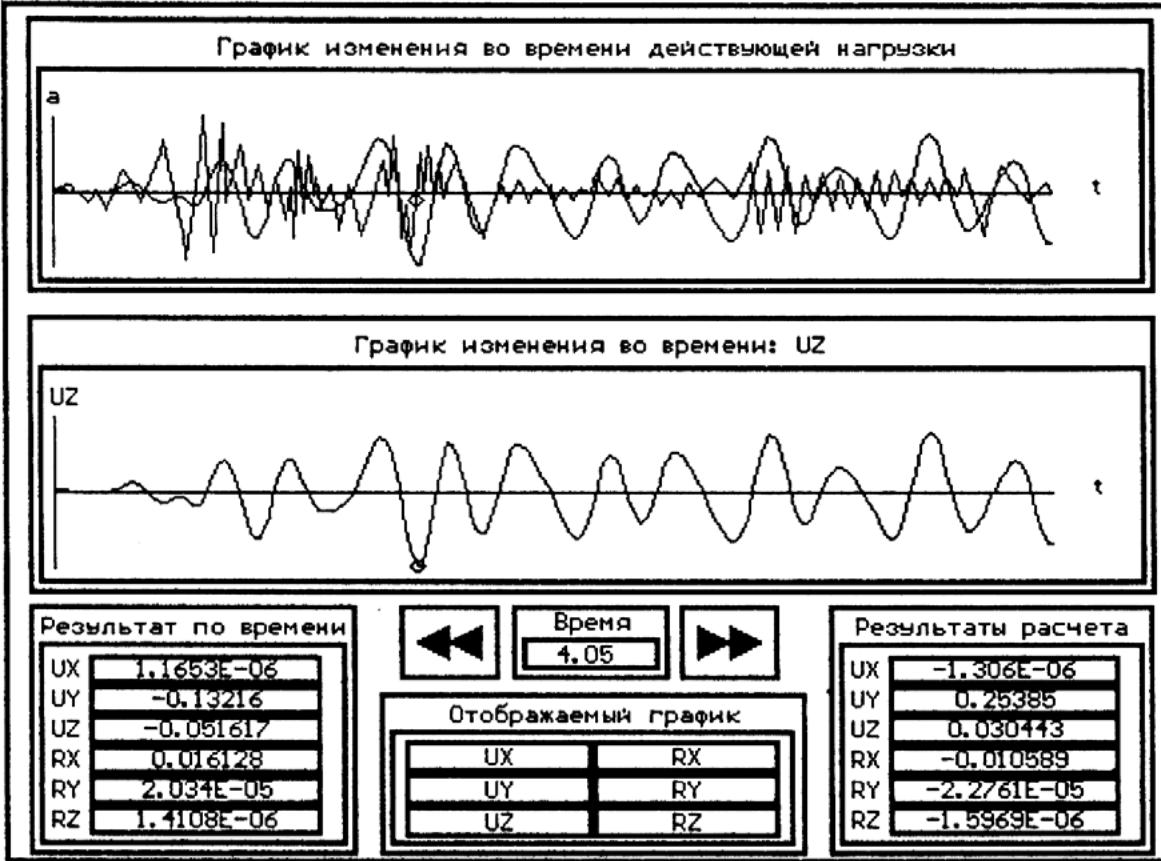 График изменения во времени действующей нагрузки
a
t
График изменения во времени: UZ
UZ
t
Результат по времени
UX 1.1653E-06
UY -0.13216
UZ -0.051617
RX 0.016128
RY 2.034E-05
RZ 1.4108E-06
Время
4.05
Отображаемый график
UX RX
UY RY
UZ RZ
Результаты расчета
UX -1.306E-06
UY 0.25385
UZ 0.030443
RX -0.010589
RY -2.2761E-05
RZ -1.5969E-06